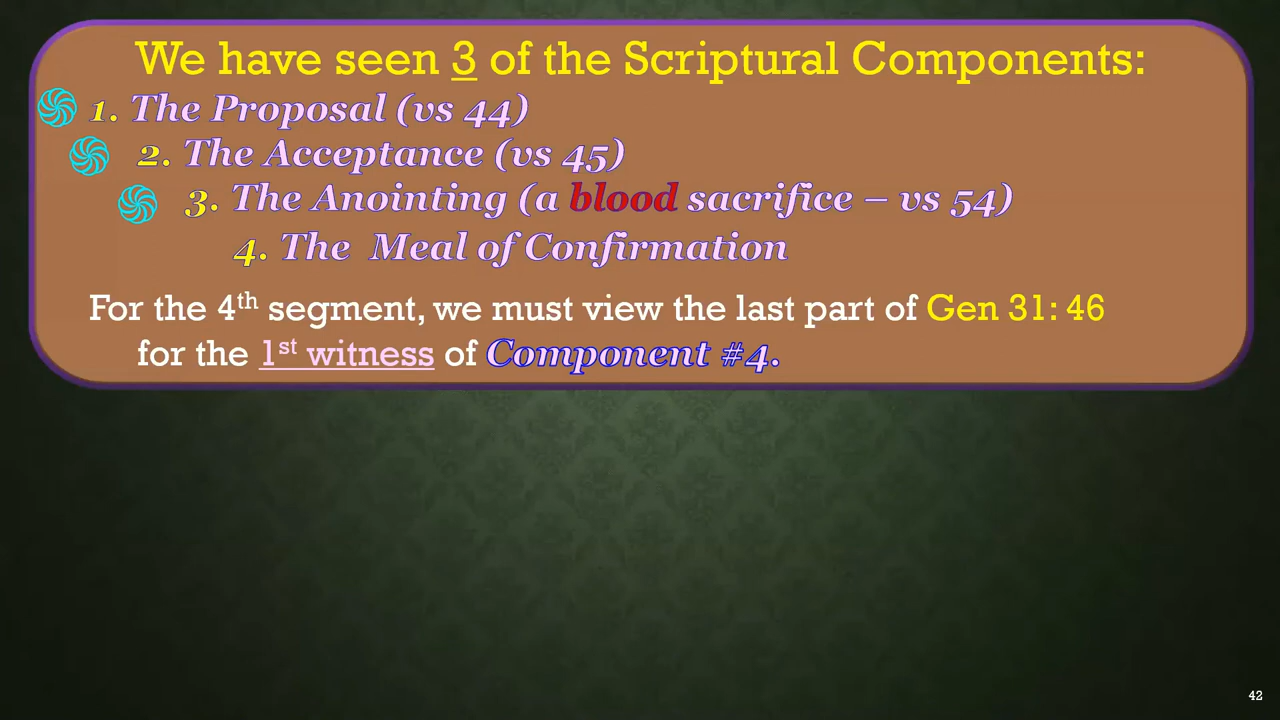 We have seen 3 of the Scriptural Components:
1. The Proposal (vs 44)
2. The Acceptance (vs 45)
3. The Anointing (a blood sacrifice – vs 54)
4. The Meal of Confirmation
For the 4th segment, we must view the last part of Gen 31: 46
for the 1st witness of Component #4.
42